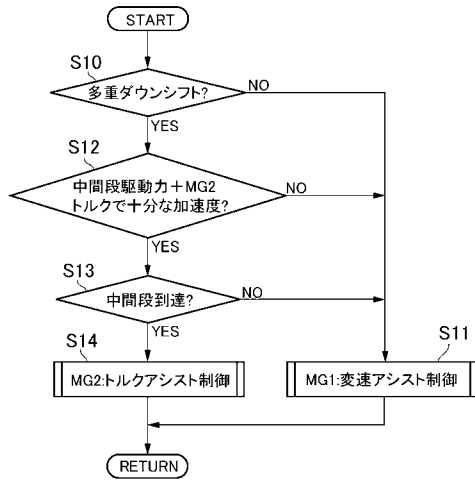 START
S10
多重ダウンシフト?
NO
YES
S12
中間段駆動力+MG2
トルクで十分な加速度?
NO
YES
S13
中間段到達?
NO
YES
S14
MG2:トルクアシスト制御
S11
MG1:変速アシスト制御
RETURN